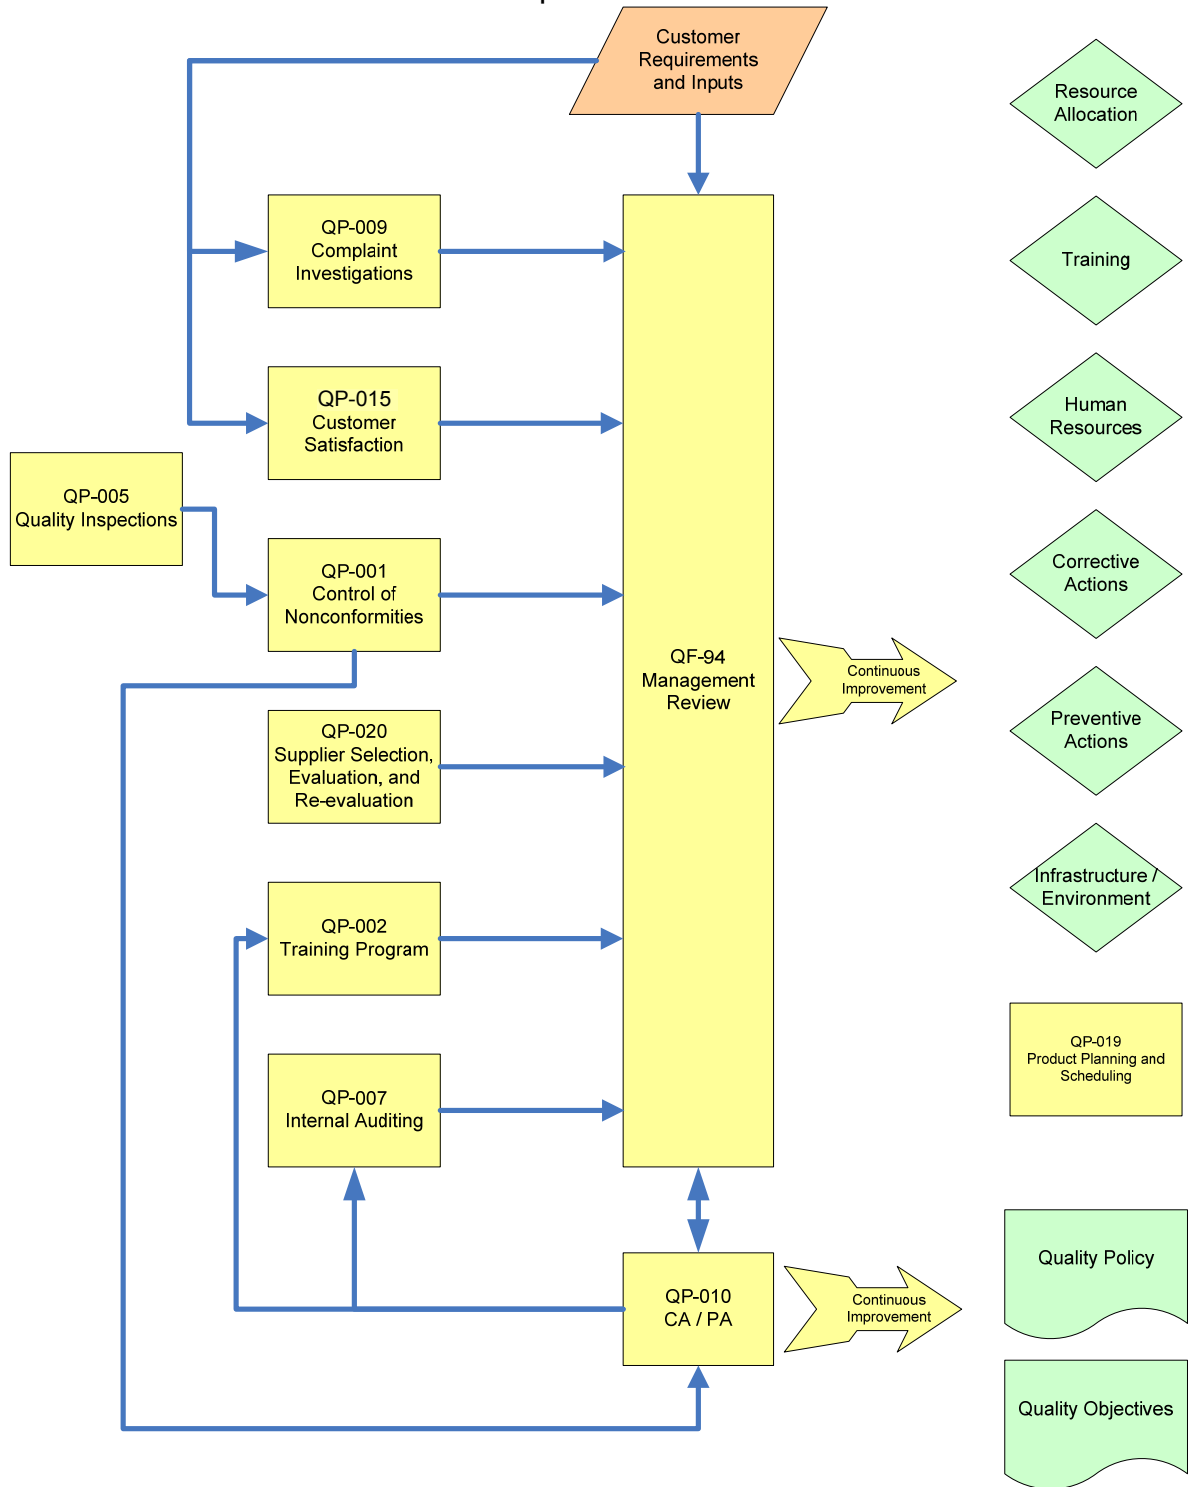 Customer
Requirements
and Inputs
Resource
Allocation
QP-009
Complaint
Investigations
Training
QP-015
Customer
Satisfaction
Human
Resources
QP-005
Quality Inspections
QP-001
Control of
Nonconformities
Corrective
Actions
QF-94
Management
Review
Continuous
Improvement
QP-020
Supplier Selection,
Evaluation, and
Re-evaluation
Preventive
Actions
Infrastructure /
Environment
QP-002
Training Program
QP-019
Product Planning and
Scheduling
QP-007
Internal Auditing
QP-010
CA / PA
Continuous
Improvement
Quality Policy
Quality Objectives